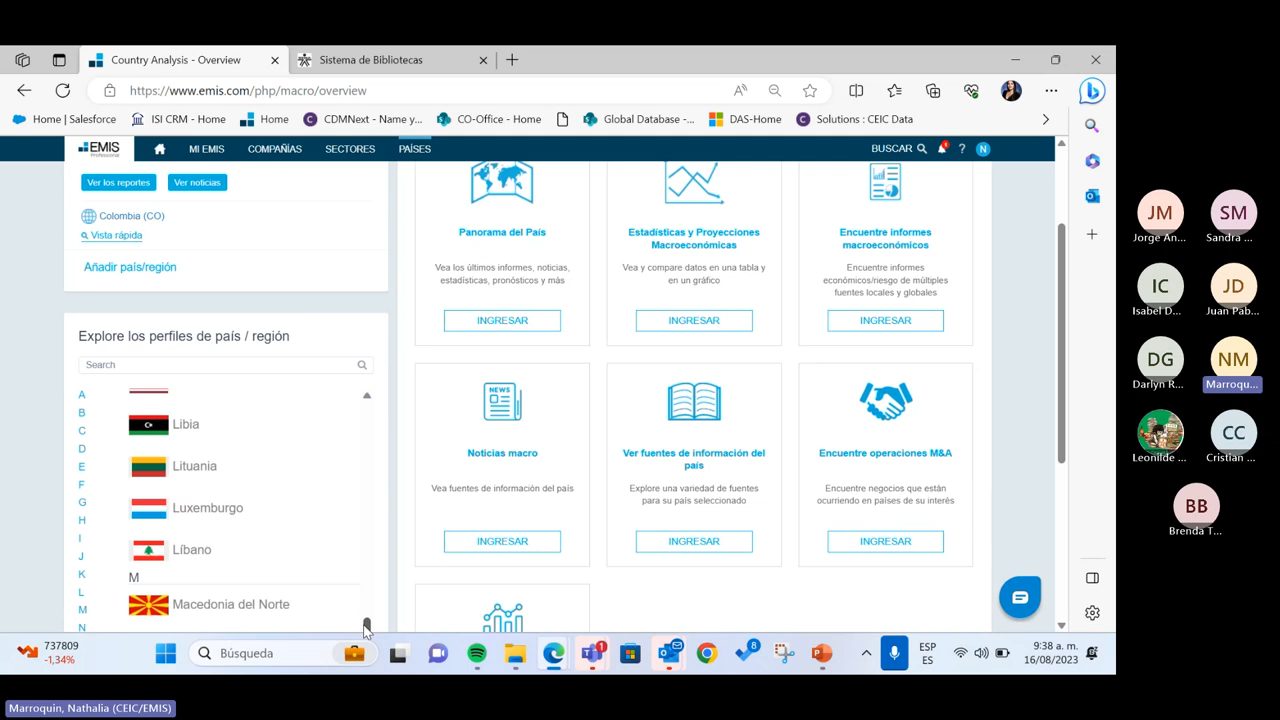 Country Analysis - Overview
Sistema de Bibliotecas
https://www.emis.com/php/macro/overview
Home | Salesforce
ISI CRM - Home
Home
CDMNext - Name y...
CO-Office - Home
Global Database -...
DAS-Home
Solutions : CEIC Data
EMIS
Professional
MI EMIS
COMPAÑÍAS
SECTORES
PAÍSES
BUSCAR
N
Ver los reportes
Ver noticias
Colombia (CO)
Vista rápida
Añadir país/región
Explore los perfiles de país / región
Search
A
B
C
D
E
F
G
H
I
J
K
L
M
N
Libia
Lituania
Luxemburgo
Líbano
M
Macedonia del Norte
Panorama del País
Vea los últimos informes, noticias,
estadísticas, pronósticos y más
INGRESAR
Estadísticas y Proyecciones
Macroeconómicas
Vea y compare datos en una tabla y
en un gráfico
INGRESAR
Encuentre informes
macroeconómicos
Encuentre informes
económicos/riesgo de múltiples
fuentes locales y globales
INGRESAR
NEWS
Noticias macro
Vea fuentes de información del país
INGRESAR
Ver fuentes de información del
país
Explore una variedad de fuentes
para su país seleccionado
INGRESAR
Encuentre operaciones M&A
Encuentre negocios que están
ocurriendo en países de su interés
INGRESAR
737809
-1,34%
Búsqueda
1
8
ESP
ES
9:38 a. m.
16/08/2023
JM
Jorge An...
SM
Sandra ...
IC
Isabel D...
JD
Juan Pab...
DG
Darlyn R...
NM
Marroqu...
Leonilde ...
CC
Cristian ...
BB
Brenda T...
Marroquin, Nathalia (CEIC/EMIS)